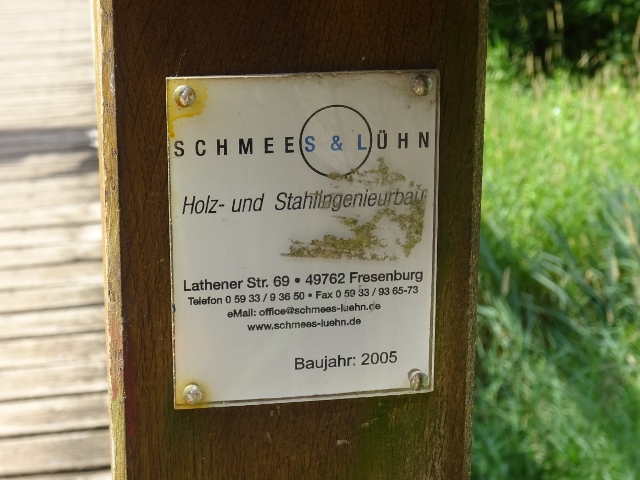 SCHMEES & LÜHN
Holz- und Stahlingenieurbau
Lathener Str. 69 • 49762 Fresenburg
Telefon 0 59 33 / 9 36 50 • Fax 0 59 33 / 93 65-73
eMail: office@schmees-luehn.de
www.schmees-luehn.de
Baujahr: 2005